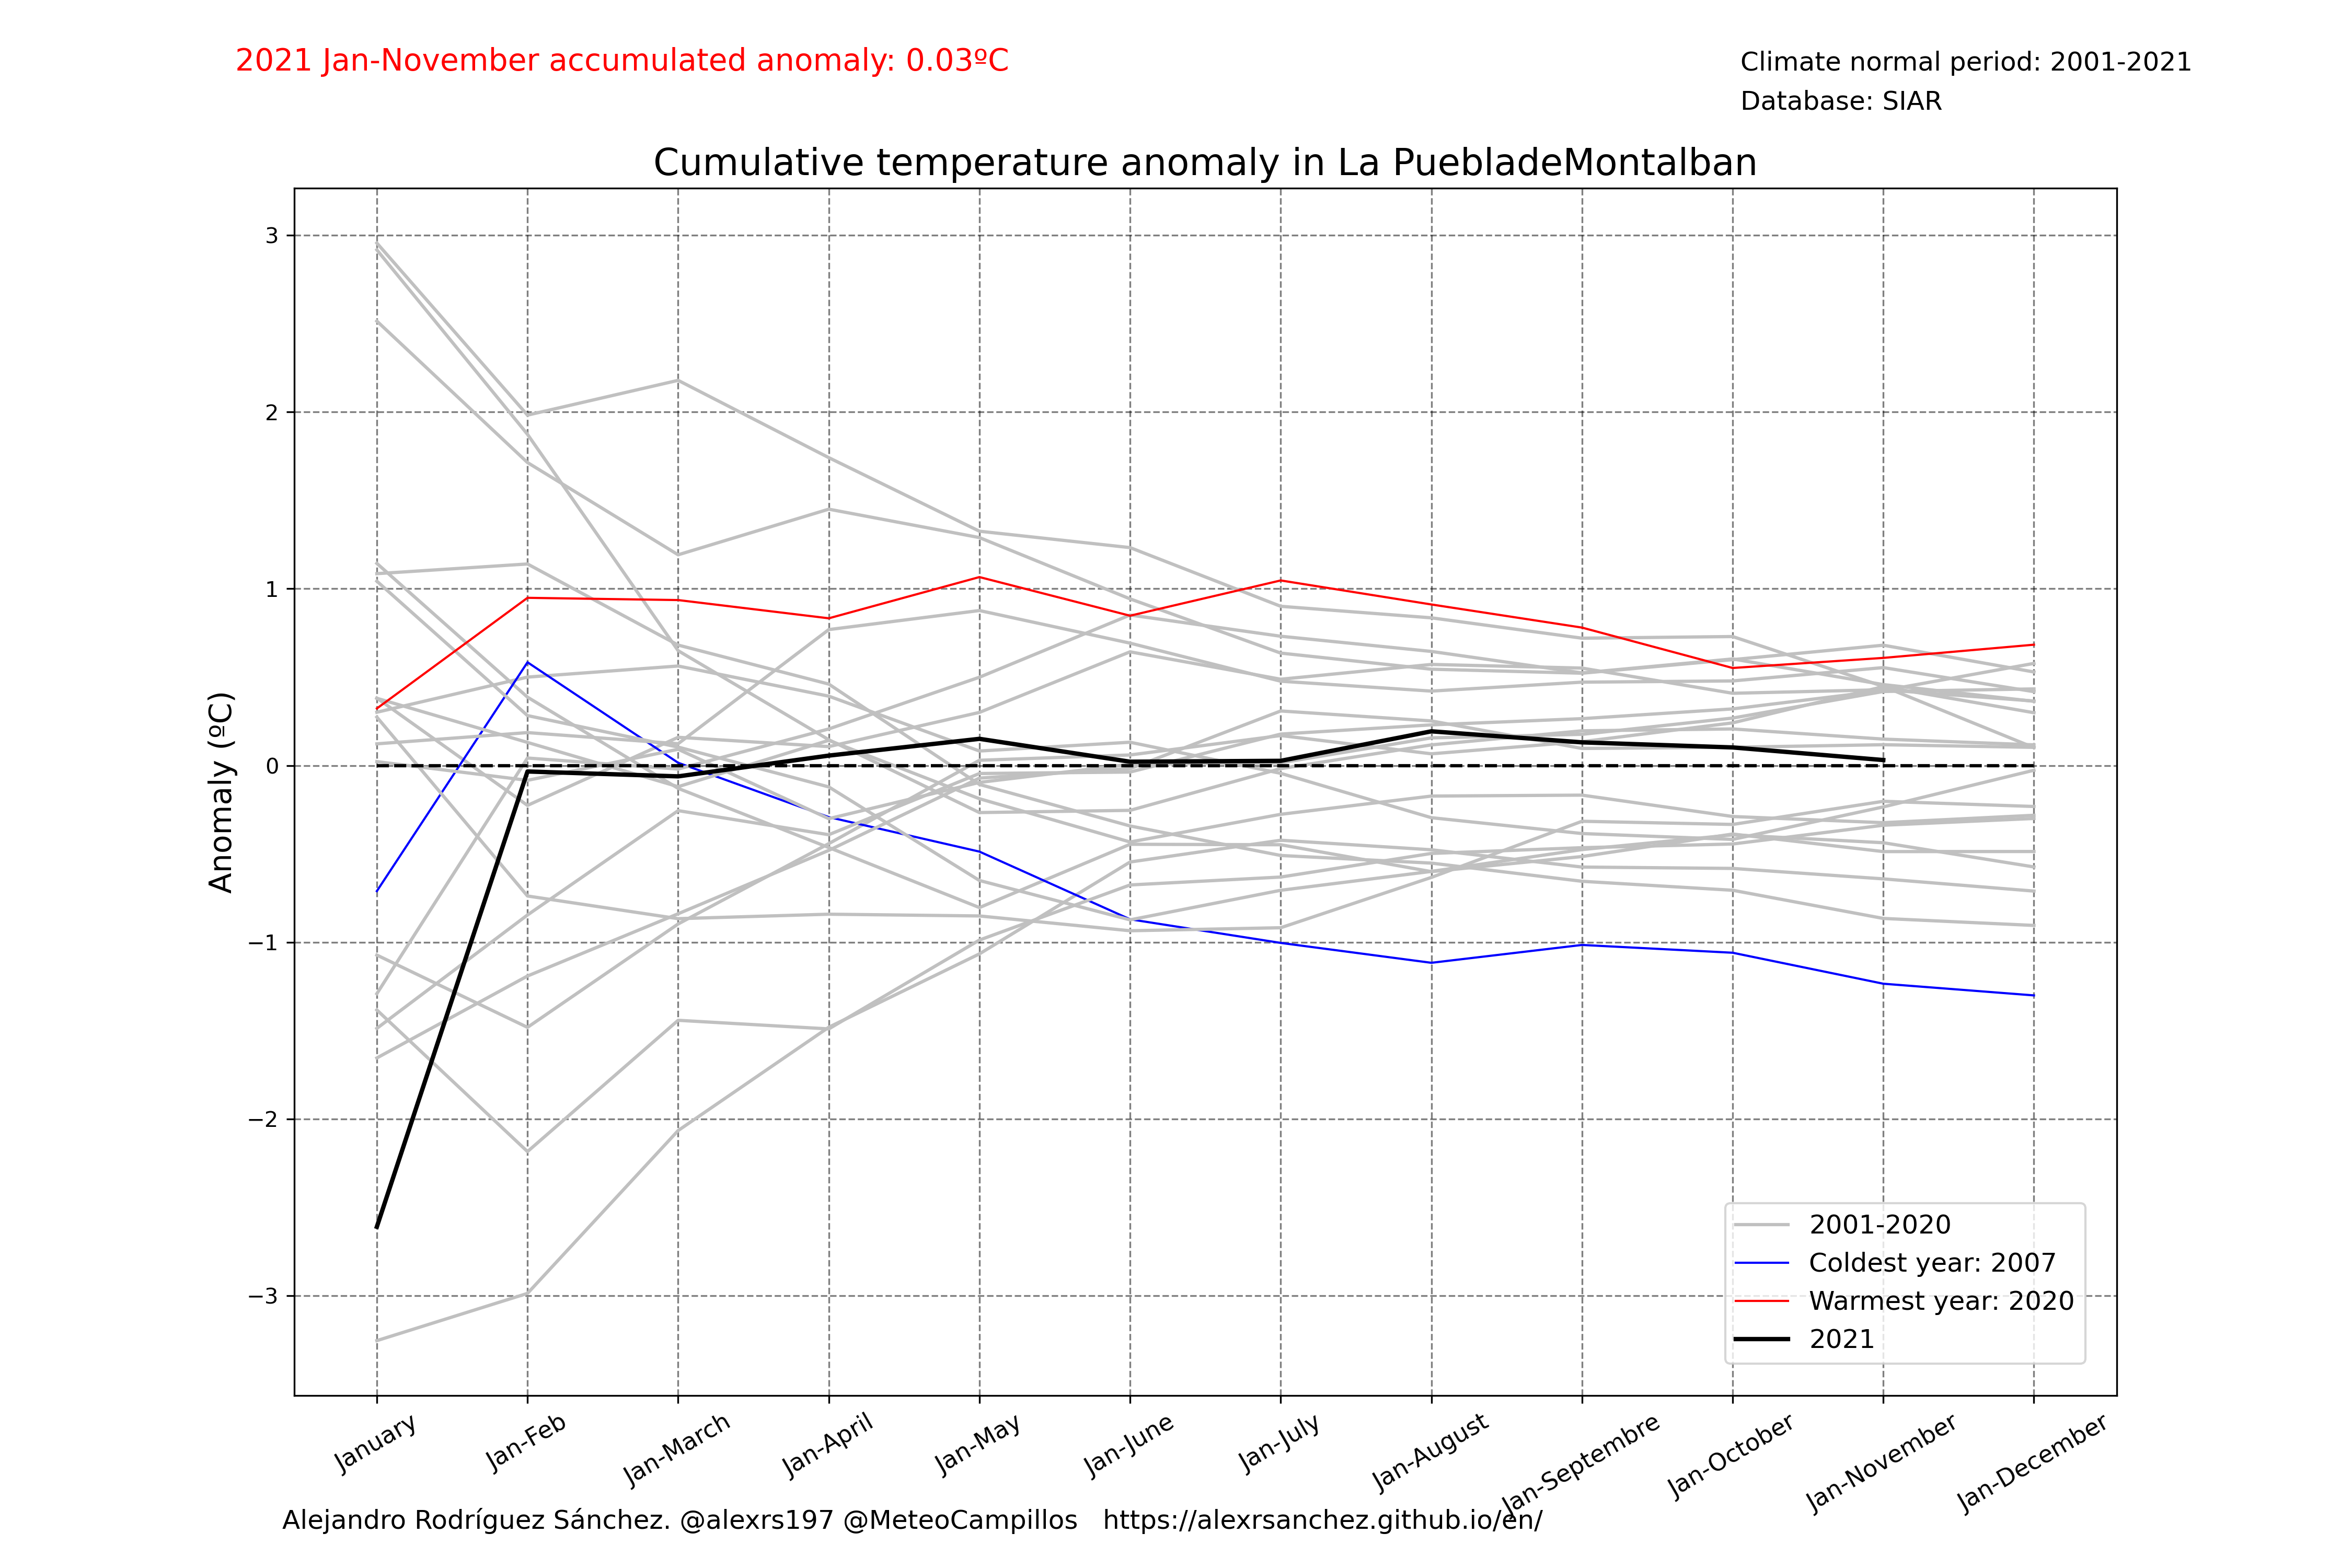 2021 Jan-November accumulated anomaly: 0.03ºC
Climate normal period: 2001-2021
Database: SIAR
Cumulative temperature anomaly in La PuebladeMontalban
Anomaly (ºC)
3
2
1
0
−1
−2
−3
2001-2020
Coldest year: 2007
Warmest year: 2020
2021
January
Jan-Feb
Jan-March
Jan-April
Jan-May
Jan-June
Jan-July
Jan-August
Jan-Septembre
Jan-October
Jan-November
Jan-December
Alejandro Rodríguez Sánchez. @alexrs197 @MeteoCampillos   https://alexrsanchez.github.io/en/